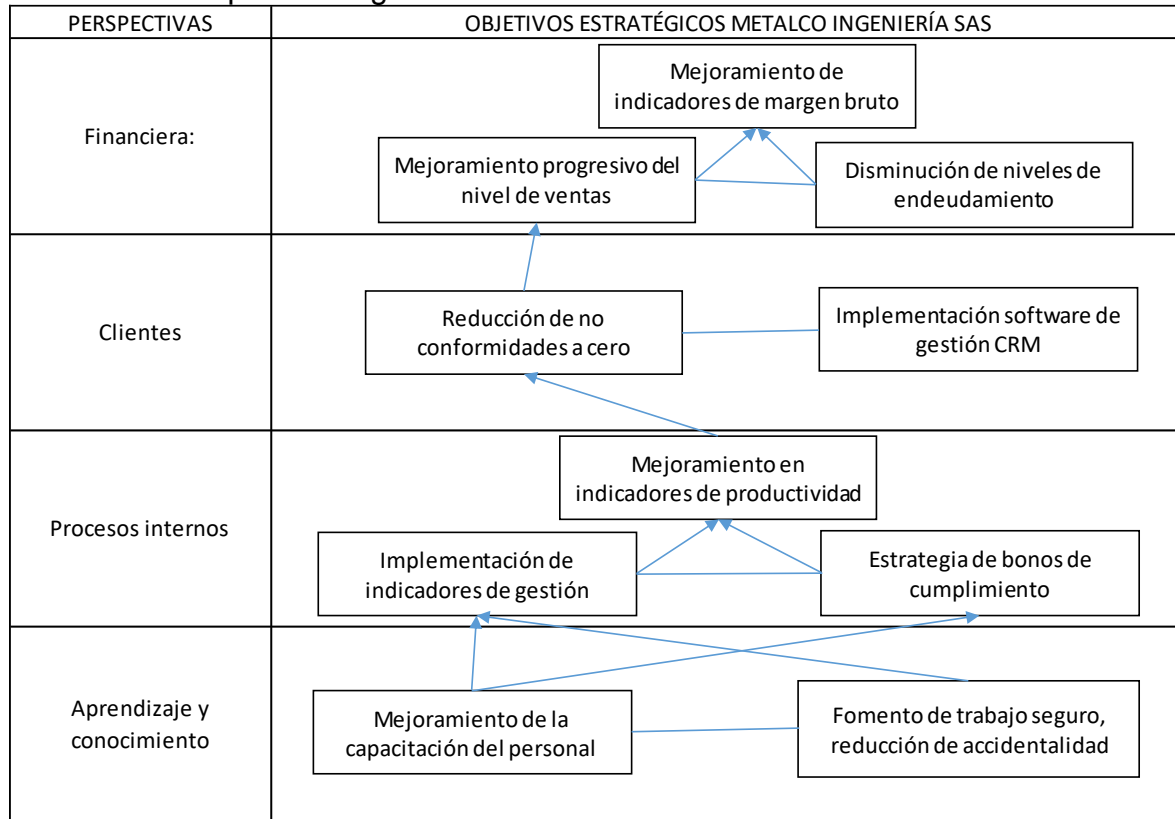 PERSPECTIVAS
OBJETIVOS ESTRATÉGICOS METALCO INGENIERÍA SAS
Financiera:
Mejoramiento de
indicadores de margen bruto
Mejoramiento progresivo del
nivel de ventas
Disminución de niveles de
endeudamiento
Clientes
Reducción de no
conformidades a cero
Implementación software de
gestión CRM
Procesos internos
Mejoramiento en
indicadores de productividad
Implementación de
indicadores de gestión
Estrategia de bonos de
cumplimiento
Aprendizaje y
conocimiento
Mejoramiento de la
capacitación del personal
Fomento de trabajo seguro,
reducción de accidentalidad